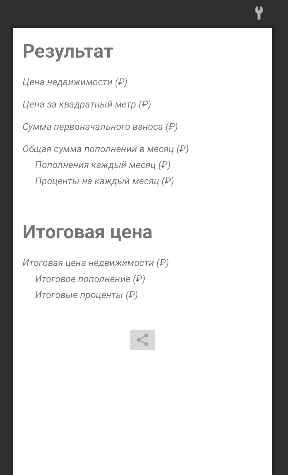 Результат
Цена недвижимости (₽)
Цена за квадратный метр (₽)
Сумма первоначального взноса (₽)
Общая сумма пополнений в месяц (₽)
Пополнения каждый месяц (₽)
Проценты на каждый месяц (₽)
Итоговая цена
Итоговая цена недвижимости (₽)
Итоговое пополнение (₽)
Итоговые проценты (₽)